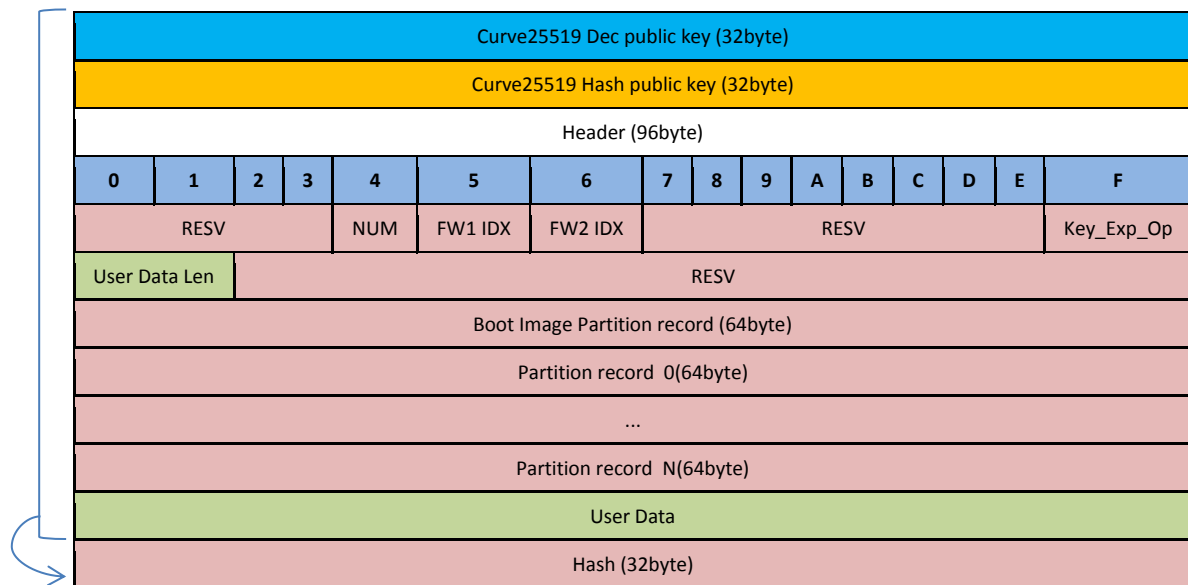 Curve25519 Dec public key (32byte)
Curve25519 Hash public key (32byte)
Header (96byte)
0 1 2 3 4 5 6 7 8 9 A B C D E F
RESV NUM FW1 IDX FW2 IDX RESV Key_Exp_Op
User Data Len RESV
Boot Image Partition record (64byte)
Partition record  0(64byte)
...
Partition record  N(64byte)
User Data
Hash (32byte)